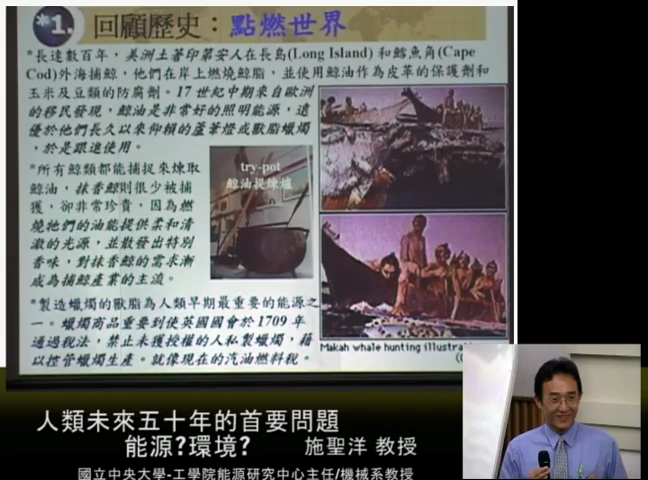 *1. 回顧歷史：點燃世界
*長達數百年，美洲土著印第安人在長島(Long Island) 和鱈魚角(Cape
Cod)外海捕鯨，他們在岸上燃燒鯨脂，並使用鯨油作為皮革的保護劑和
玉米及豆類的防腐劑。17 世紀中期來自歐洲
的移民發現，鯨油是非常好的照明能源，遠
優於他們長久以來仰賴的蘆葦燈或獸脂蠟燭
，於是跟進使用。
*所有鯨類都能捕捉來煉取
鯨油，抹香鯨則很少被捕
獲，卻非常珍貴，因為燃
燒牠們的油能提供柔和清
澈的光源，並散發出特別
香味，對抹香鯨的需求漸
成為捕鯨產業的主流。
try-pot
鯨油提煉爐
*製造蠟燭的獸脂為人類早期最重要的能源之
一。蠟燭商品重要到使英國國會於1709 年
通過稅法，禁止未獲授權的人私製蠟燭，藉
以控管蠟燭生產。就像現在的汽油燃料稅。
Makah whale hunting
人類未來五十年的首要問題
能源?環境?
施聖洋 教授
國立中央大學-工學院能源研究中心主任/機械系教授